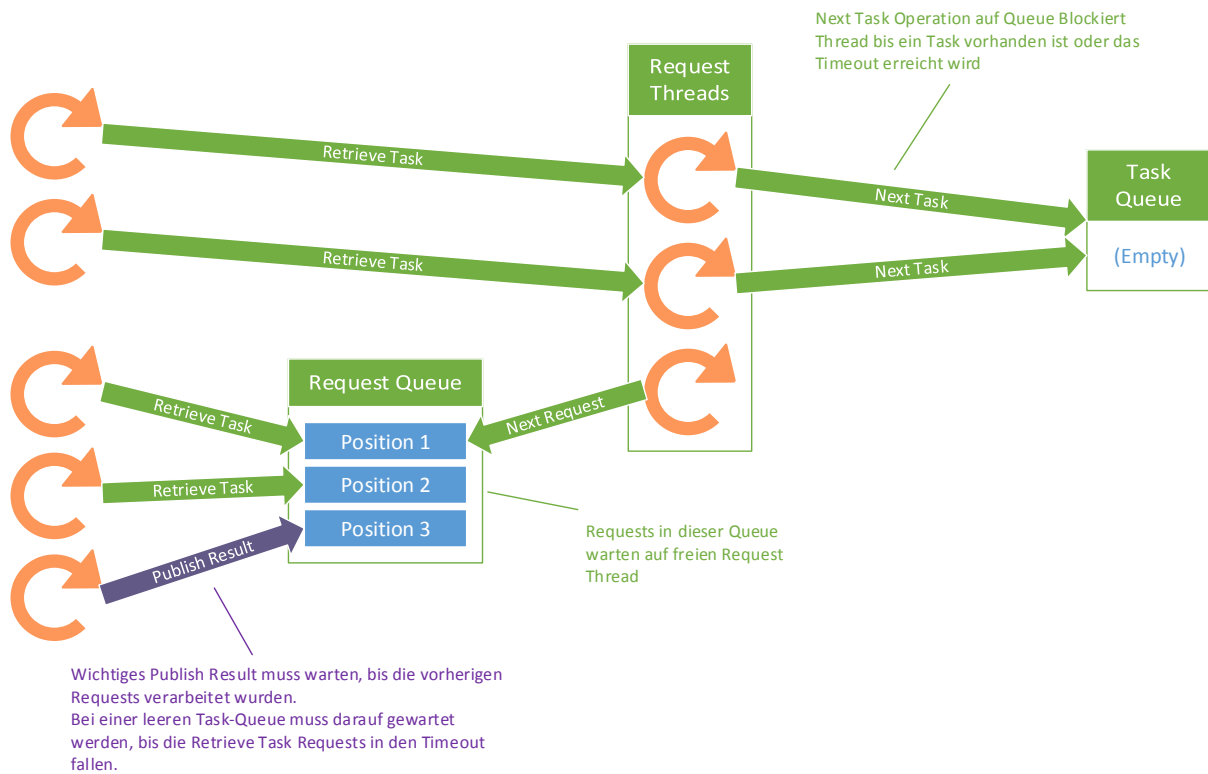 Next Task Operation auf Queue Blockiert
Thread bis ein Task vorhanden ist oder das
Timeout erreicht wird
Request
Threads
Retrieve Task
Next Task
Task
Queue
Retrieve Task
Next Task
(Empty)
Request Queue
Retrieve Task
Next Request
Position 1
Retrieve Task
Position 2
Publish Result
Position 3
Requests in dieser Queue
warten auf freien Request
Thread
Wichtiges Publish Result muss warten, bis die vorherigen
Requests verarbeitet wurden.
Bei einer leeren Task-Queue muss darauf gewartet
werden, bis die Retrieve Task Requests in den Timeout
fallen.